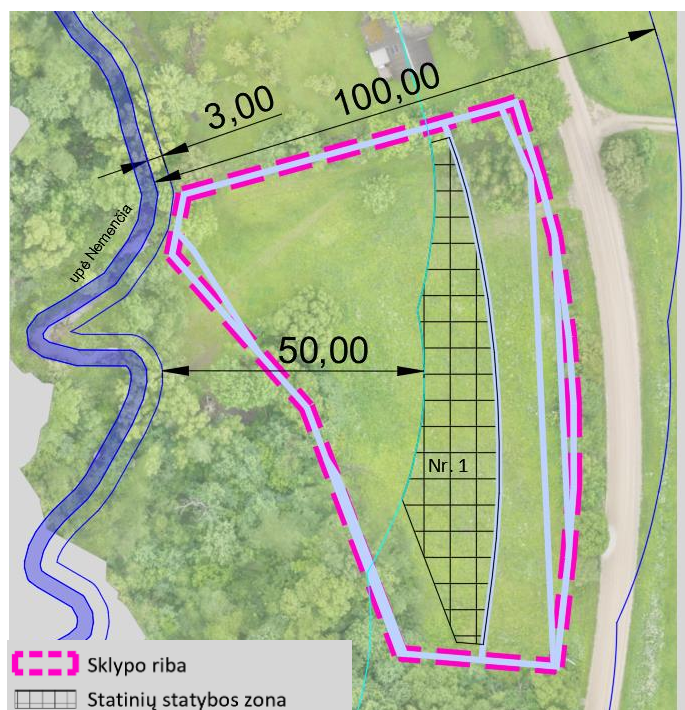 3,00
100,00
upė Nemenčia
50,00
Nr. 1
Sklypo riba
Statinių statybos zona